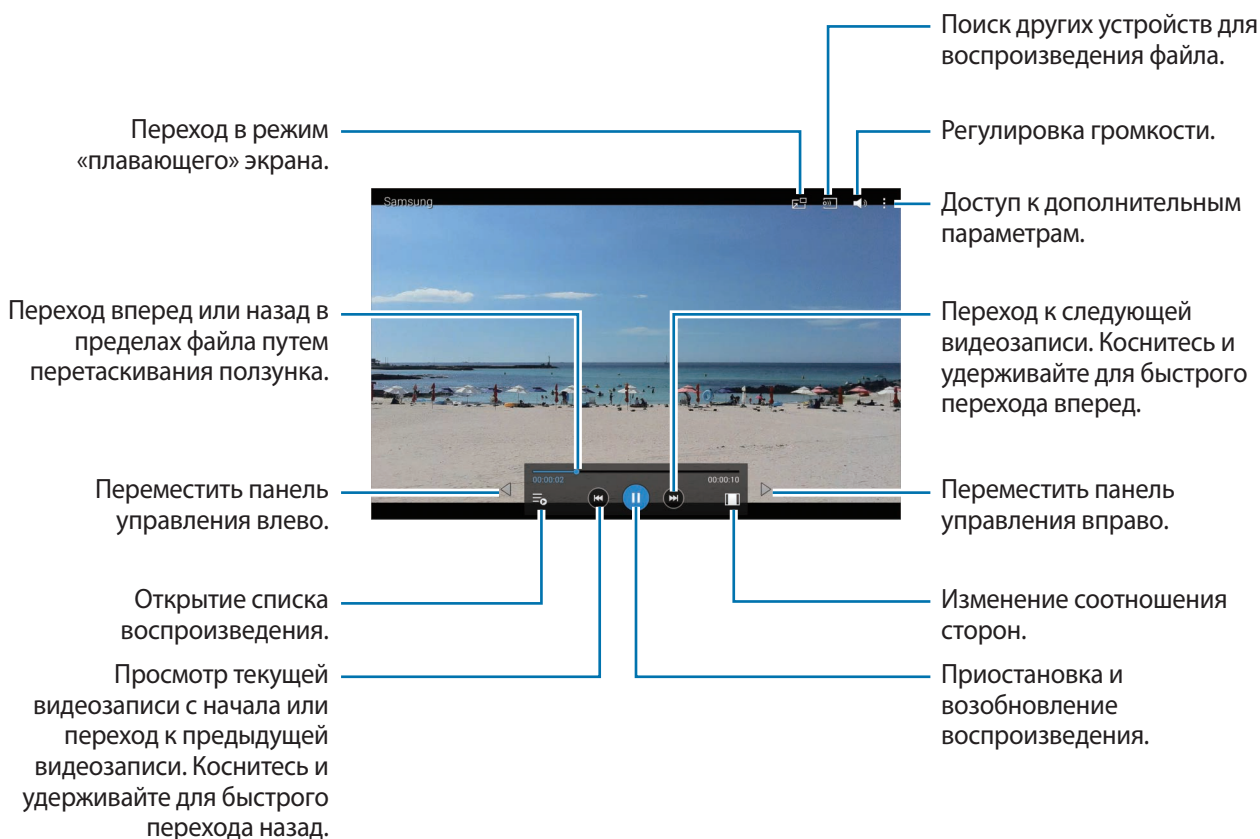 Поиск других устройств для
воспроизведения файла.
Переход в режим
«плавающего» экрана.
Регулировка громкости.
Samsung
Доступ к дополнительным
параметрам.
Переход вперед или назад в
пределах файла путем
перетаскивания ползунка.
Переход к следующей
видеозаписи. Коснитесь и
удерживайте для быстрого
перехода вперед.
00:00:02
00:00:10
Переместить панель
управления влево.
Переместить панель
управления вправо.
Открытие списка
воспроизведения.
Изменение соотношения
сторон.
Просмотр текущей
видеозаписи с начала или
переход к предыдущей
видеозаписи. Коснитесь и
удерживайте для быстрого
перехода назад.
Приостановка и
возобновление
воспроизведения.